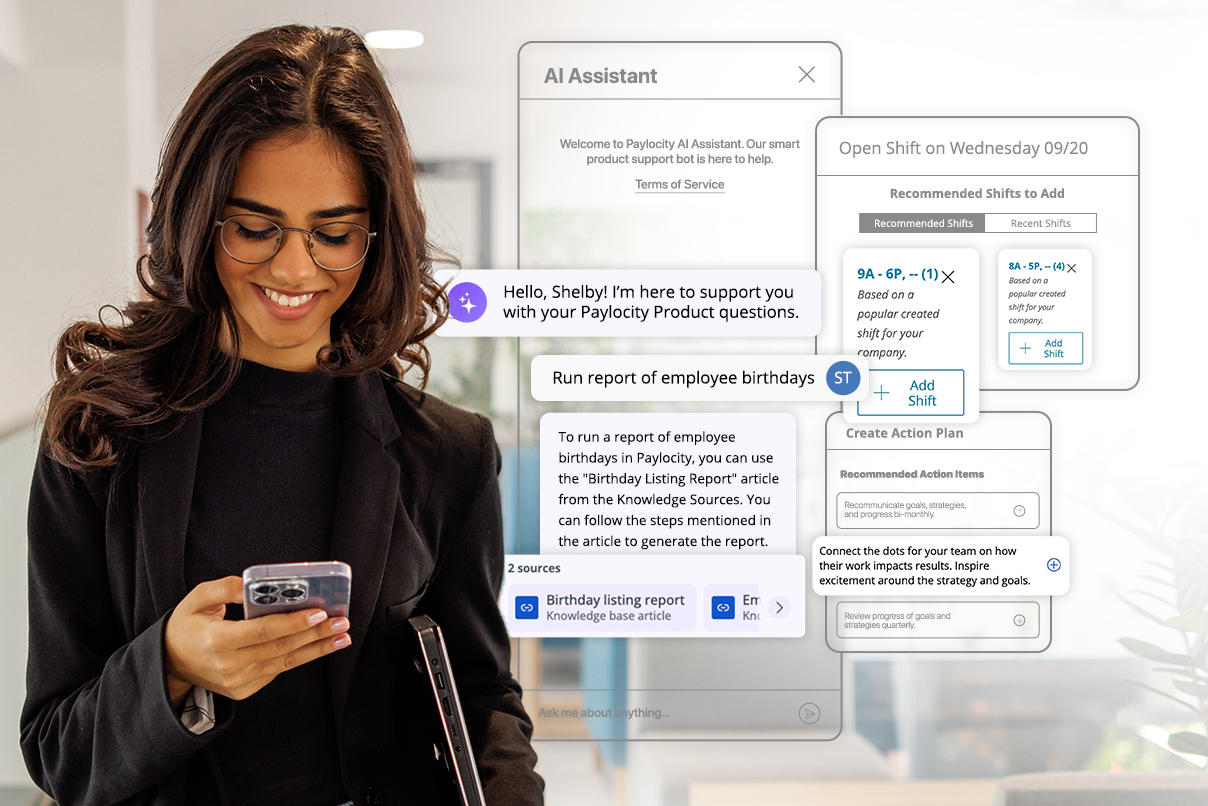 AI Assistant
Welcome to Paylocity AI Assistant. Our smart
product support bot is here to help.
Terms of Service
Hello, Shelby! I'm here to support you
with your Paylocity Product questions.
Run report of employee birthdays
ST
To run a report of employee
birthdays in Paylocity, you can use
the "Birthday Listing Report" article
from the Knowledge Sources. You
can follow the steps mentioned in
the article to generate the report.
2 sources
Birthday listing report
Knowledge base article
Ask me about anything...
Open Shift on Wednesday 09/20
Recommended Shifts to Add
Recommended Shifts
Recent Shifts
9A - 6P, -- (1)
Based on a
popular created
shift for your
company.
Add
Shift
8A - 5P, -- (4)
Based on a
popular created
shift for your
company.
Add
Shift
Create Action Plan
Recommended Action Items
Recommunicate goals, strategies,
and progress bi-monthly.
Connect the dots for your team on how
their work impacts results. Inspire
excitement around the strategy and goals.
Review progress of goals and
strategies quarterly.